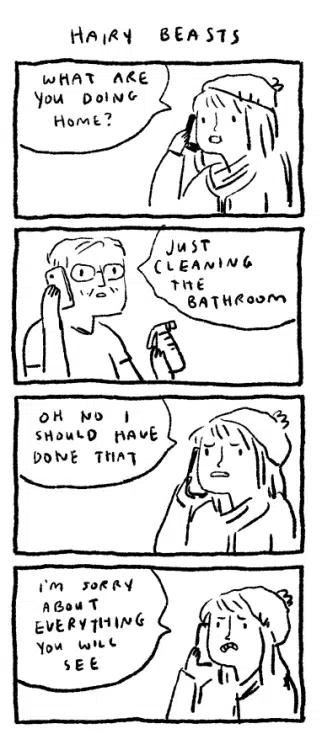 HAIRY BEASTS
WHAT ARE
YOU DOING
HOME?
JUST
CLEANING
THE
BATHROOM
OH NO I
SHOULD HAVE
DONE THAT
I'M SORRY
ABOUT
EVERYTHING
YOU WILL
SEE